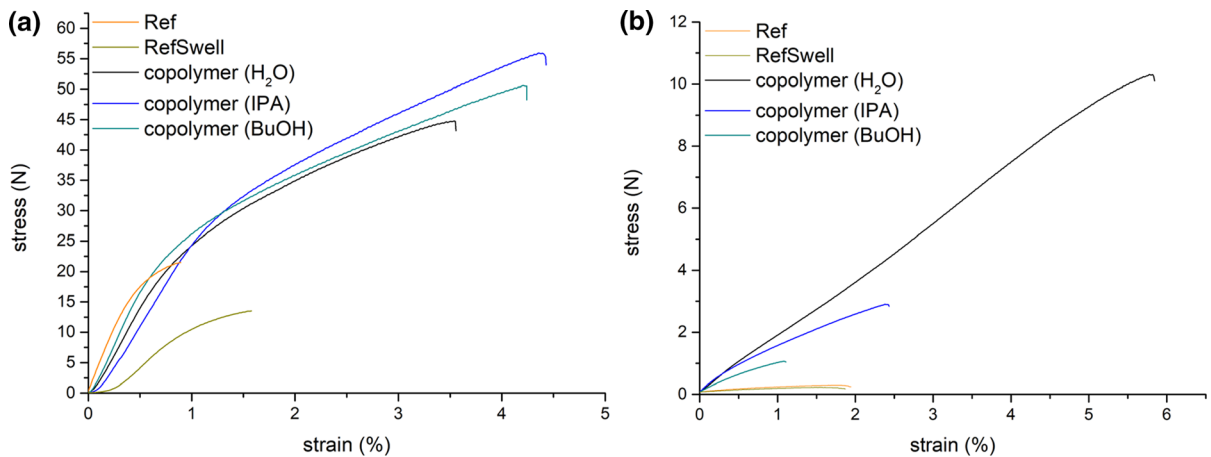 (a)
Ref
RefSwell
copolymer (H₂O)
copolymer (IPA)
copolymer (BuOH)
60
55
50
45
40
35
30
25
20
15
10
5
0
stress (N)
0 1 2 3 4 5
strain (%)
(b)
Ref
RefSwell
copolymer (H₂O)
copolymer (IPA)
copolymer (BuOH)
12
10
8
6
4
2
0
stress (N)
0 1 2 3 4 5 6
strain (%)